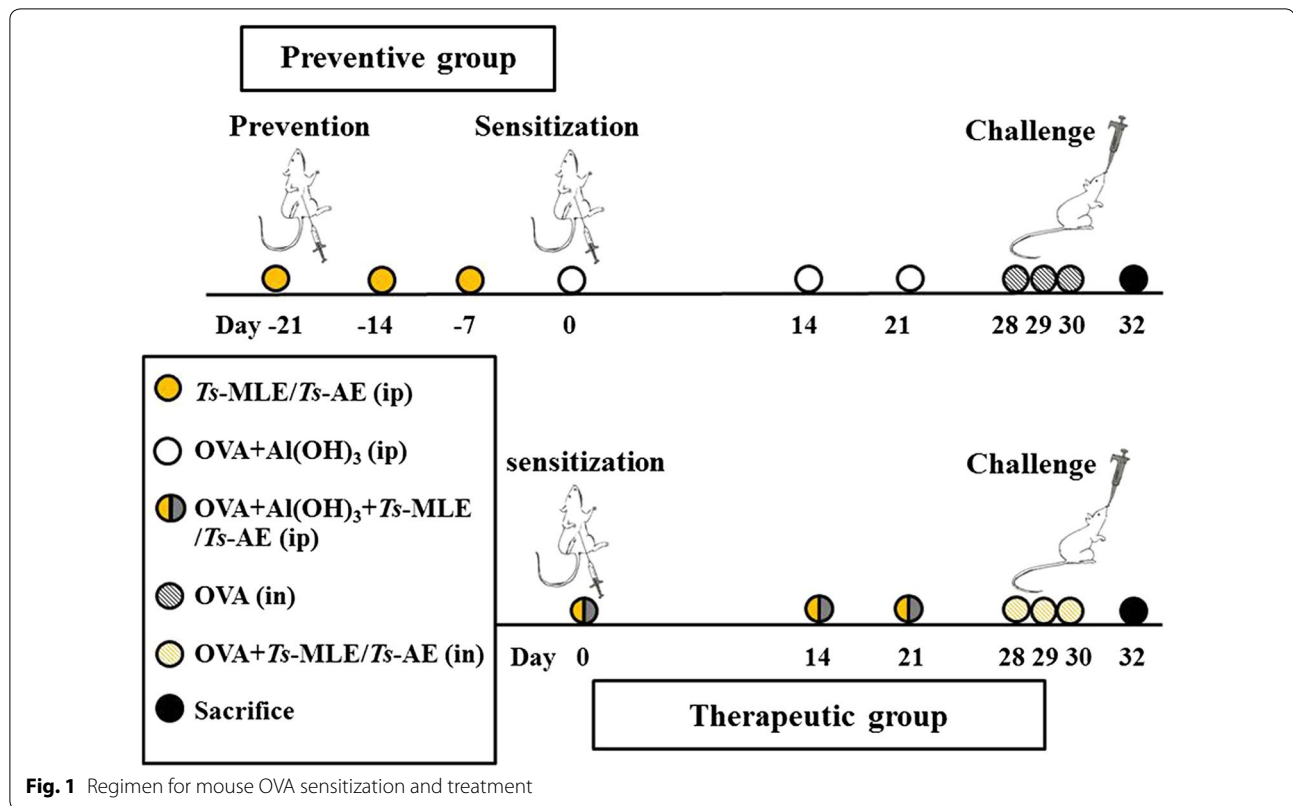 Preventive group
Prevention
Sensitization
Challenge
Day -21 -14 -7 0 14 21 28 29 30 32
Ts-MLE/Ts-AE (ip)
OVA+Al(OH)₃ (ip)
OVA+Al(OH)₃+Ts-MLE
/Ts-AE (ip)
OVA (in)
OVA+Ts-MLE/Ts-AE (in)
Sacrifice
sensitization
Challenge
Day 0 14 21 28 29 30 32
Therapeutic group
Fig. 1 Regimen for mouse OVA sensitization and treatment